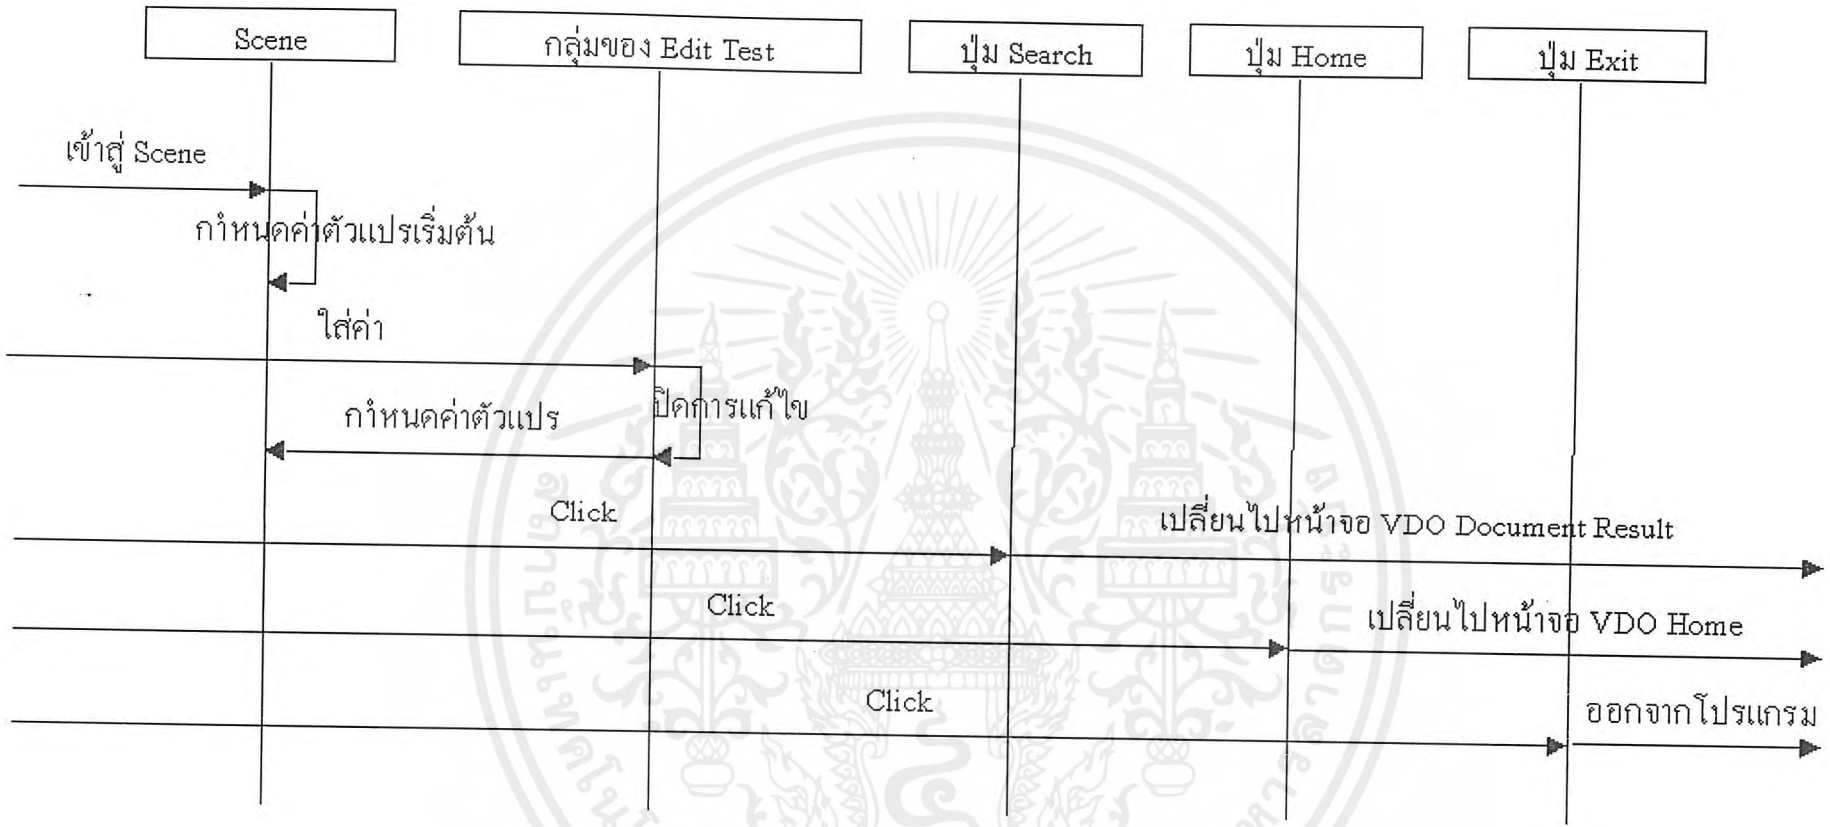 Scene
กลุ่มของ Edit Test
ปุ่ม Search
ปุ่ม Home
ปุ่ม Exit
เข้าสู่ Scene
กำหนดค่าตัวแปรเริ่มต้น
ใส่ค่า
ปิดการแก้ไข
กำหนดค่าตัวแปร
Click
เปลี่ยนไปหน้าจอ VDO Document Result
Click
เปลี่ยนไปหน้าจอ VDO Home
Click
ออกจากโปรแกรม